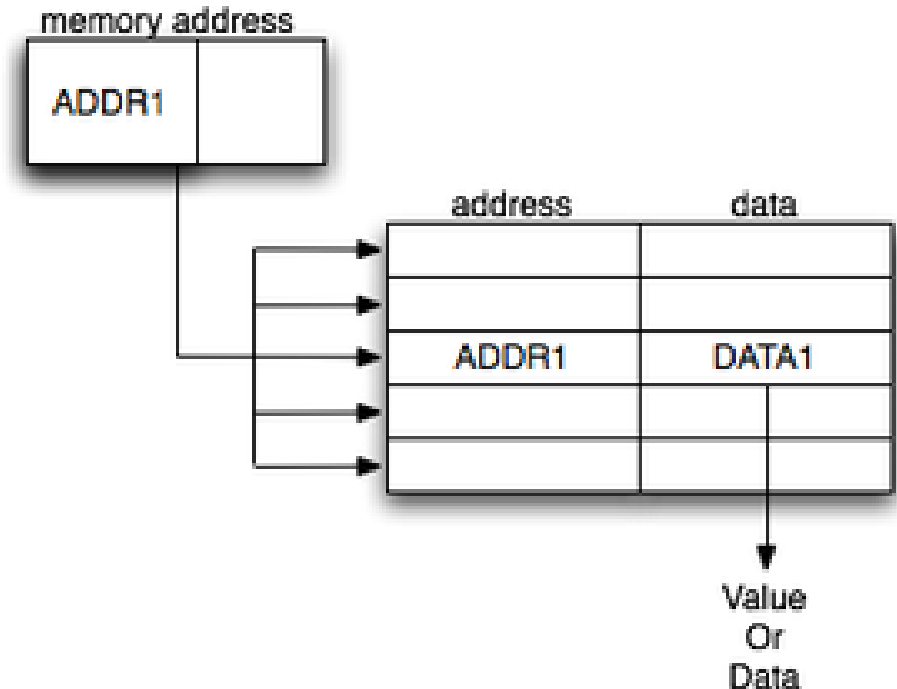 memory address
ADDR1
address data
ADDR1 DATA1
Value
Or
Data